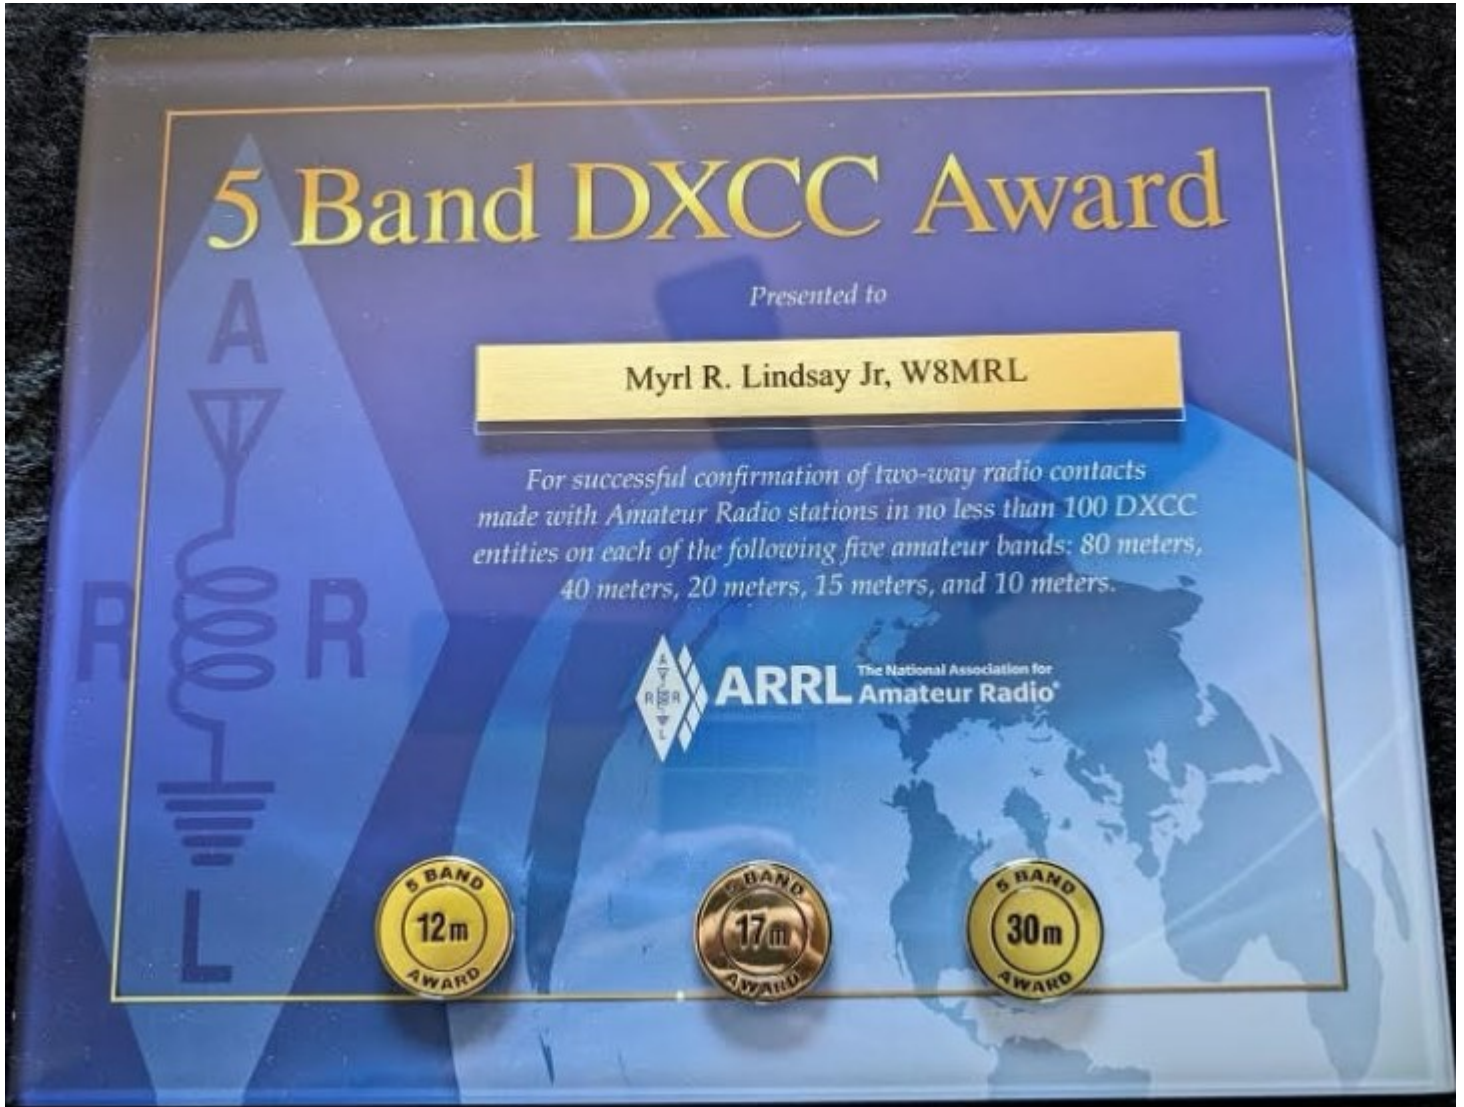 5 Band DXCC Award
Presented to
Myrl R. Lindsay Jr, W8MRL
For successful confirmation of two-way radio contacts
made with Amateur Radio stations in no less than 100 DXCC
entities on each of the following five amateur bands: 80 meters,
40 meters, 20 meters, 15 meters, and 10 meters.
A
R R
L
A
R R
L
ARRL The National Association for
Amateur Radio®
5 BAND
12m
AWARD
5 BAND
17m
AWARD
5 BAND
30m
AWARD